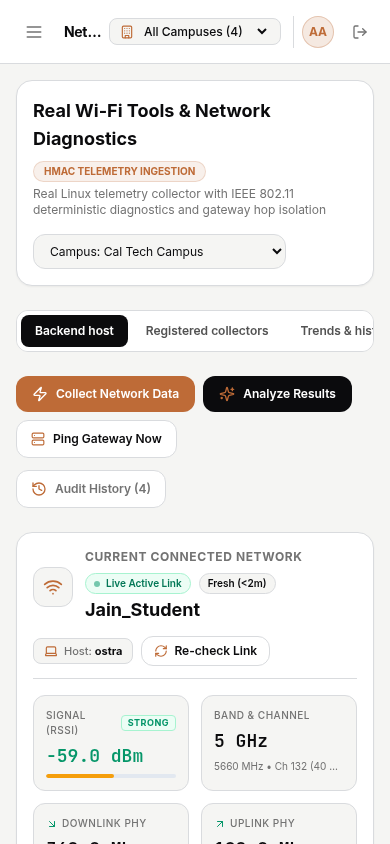 Net...
All Campuses (4)
AA
Real Wi-Fi Tools & Network
Diagnostics
HMAC TELEMETRY INGESTION
Real Linux telemetry collector with IEEE 802.11
deterministic diagnostics and gateway hop isolation
Campus: Cal Tech Campus
Backend host
Registered collectors
Trends & hist
Collect Network Data
Analyze Results
Ping Gateway Now
Audit History (4)
CURRENT CONNECTED NETWORK
Live Active Link
Fresh (<2m)
Jain_Student
Host: ostra
Re-check Link
SIGNAL
(RSSI)
STRONG
-59.0 dBm
BAND & CHANNEL
5 GHz
5660 MHz • Ch 132 (40 ...
DOWNLINK PHY
UPLINK PHY